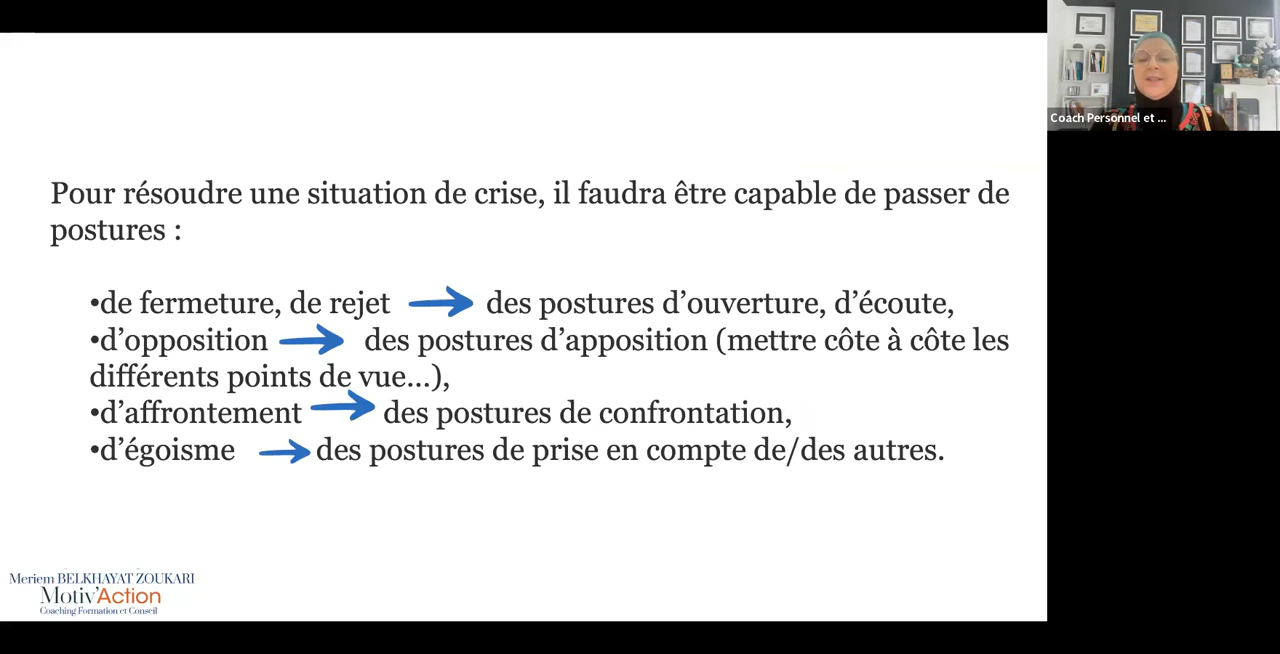 Pour résoudre une situation de crise, il faudra être capable de passer de
postures :
•de fermeture, de rejet des postures d’ouverture, d’écoute,
•d’opposition des postures d’apposition (mettre côte à côte les
différents points de vue...),
•d’affrontement des postures de confrontation,
•d’égoisme des postures de prise en compte de/des autres.
Meriem BELKHAYAT ZOUKARI
Motiv'Action
Coaching Formation et Conseil
Coach Personnel et ...